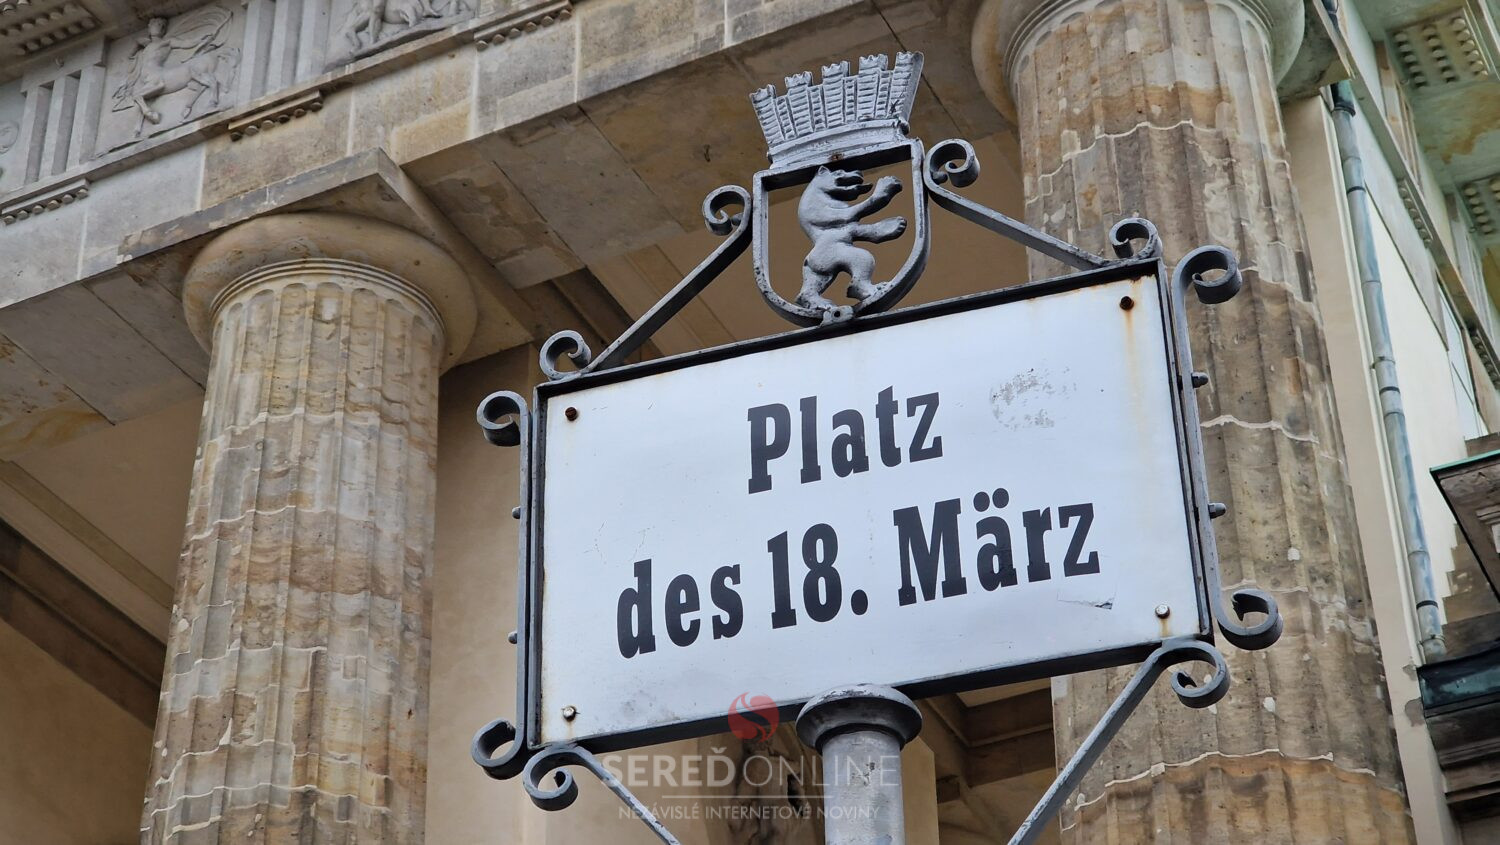 Platz
des 18. März
SEREĎONLINE
NEZÁVISLÉ INTERNETOVÉ NOVINY